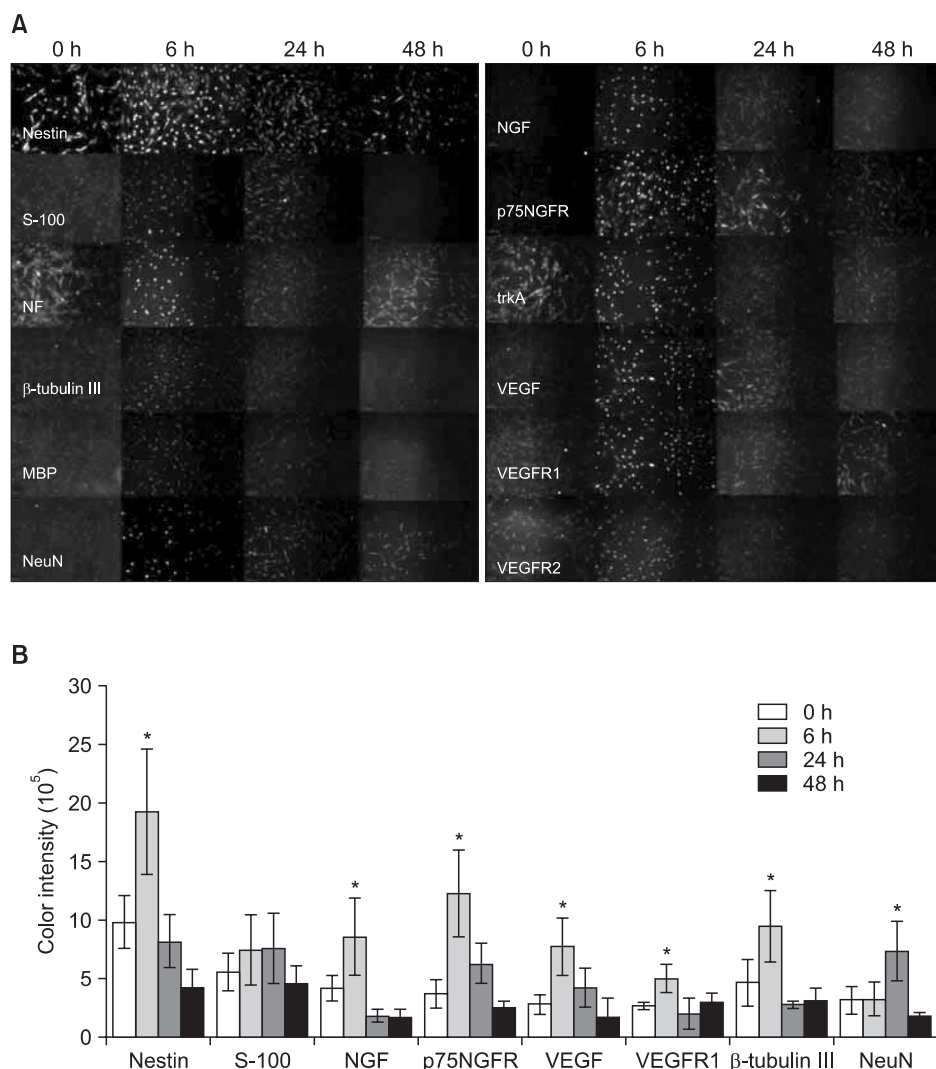 A
0 h 6 h 24 h 48 h 0 h 6 h 24 h 48 h
Nestin
S-100
NF
β-tubulin III
MBP
NeuN
NGF
p75NGFR
trkA
VEGF
VEGFR1
VEGFR2
B
Color intensity (10⁵)
30
25
20
15
10
5
0
* * * * * * *
0 h
6 h
24 h
48 h
Nestin S-100 NGF p75NGFR VEGF VEGFR1 β-tubulin III NeuN